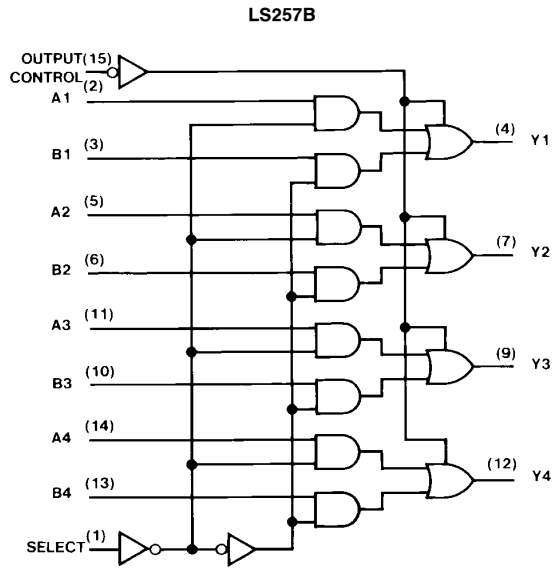 LS257B
OUTPUT (15)
CONTROL
(2)
A1
(4)
Y1
(3)
B1
(5)
A2
(7)
Y2
(6)
B2
(11)
A3
(9)
Y3
(10)
B3
(14)
A4
(12)
Y4
(13)
B4
(1)
SELECT